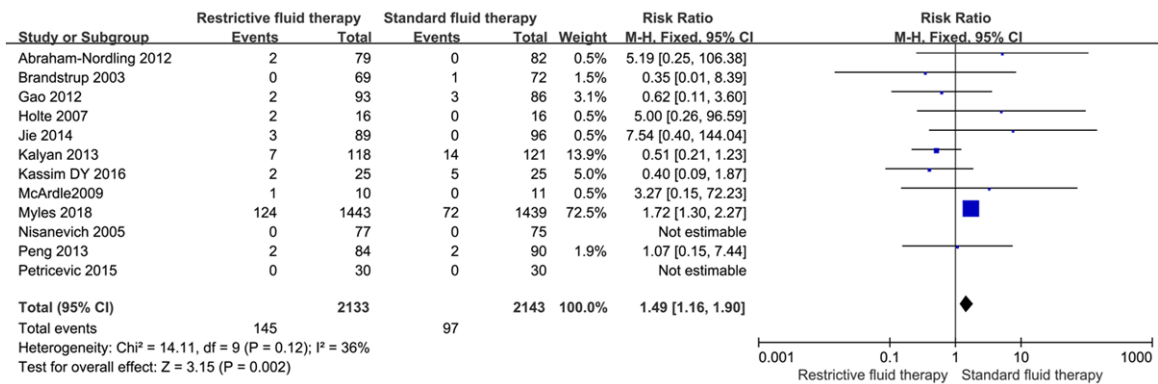 Restrictive fluid therapy Standard fluid therapy Risk Ratio Risk Ratio
Study or Subgroup Events Total Events Total Weight M-H, Fixed, 95% CI M-H, Fixed, 95% CI
Abraham-Nordling 2012 2 79 0 82 0.5% 5.19 [0.25, 106.38]
Brandstrup 2003 0 69 1 72 1.5% 0.35 [0.01, 8.39]
Gao 2012 2 93 3 86 3.1% 0.62 [0.11, 3.60]
Holte 2007 2 16 0 16 0.5% 5.00 [0.26, 96.59]
Jie 2014 3 89 0 96 0.5% 7.54 [0.40, 144.04]
Kalyan 2013 7 118 14 121 13.9% 0.51 [0.21, 1.23]
Kassim DY 2016 2 25 5 25 5.0% 0.40 [0.09, 1.87]
McArdle2009 1 10 0 11 0.5% 3.27 [0.15, 72.23]
Myles 2018 124 1443 72 1439 72.5% 1.72 [1.30, 2.27]
Nisanevich 2005 0 77 0 75 Not estimable
Peng 2013 2 84 2 90 1.9% 1.07 [0.15, 7.44]
Petricevic 2015 0 30 0 30 Not estimable
Total (95% CI) 2133 2143 100.0% 1.49 [1.16, 1.90]
Total events 145 97
Heterogeneity: Chi² = 14.11, df = 9 (P = 0.12); I² = 36%
Test for overall effect: Z = 3.15 (P = 0.002)
0.001 0.1 1 10 1000
Restrictive fluid therapy Standard fluid therapy